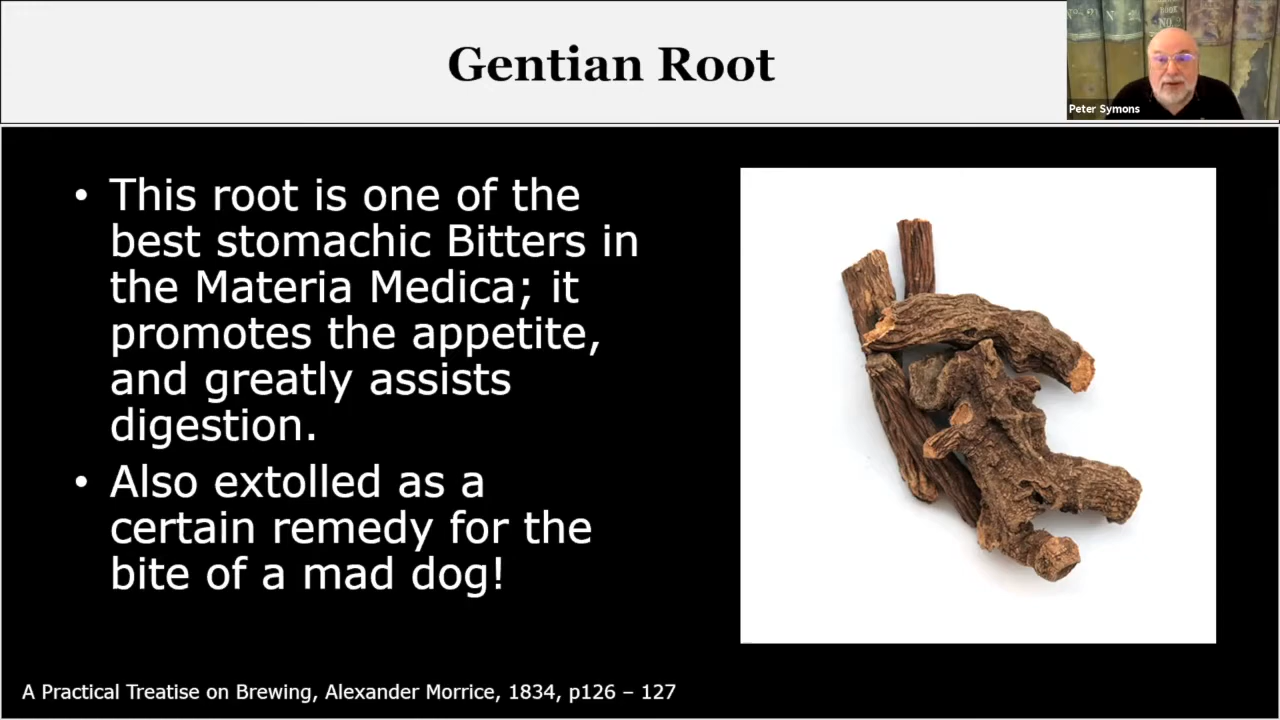 Gentian Root
Peter Symons
• This root is one of the
best stomachic Bitters in
the Materia Medica; it
promotes the appetite,
and greatly assists
digestion.
• Also extolled as a
certain remedy for the
bite of a mad dog!
A Practical Treatise on Brewing, Alexander Morrice, 1834, p126 – 127